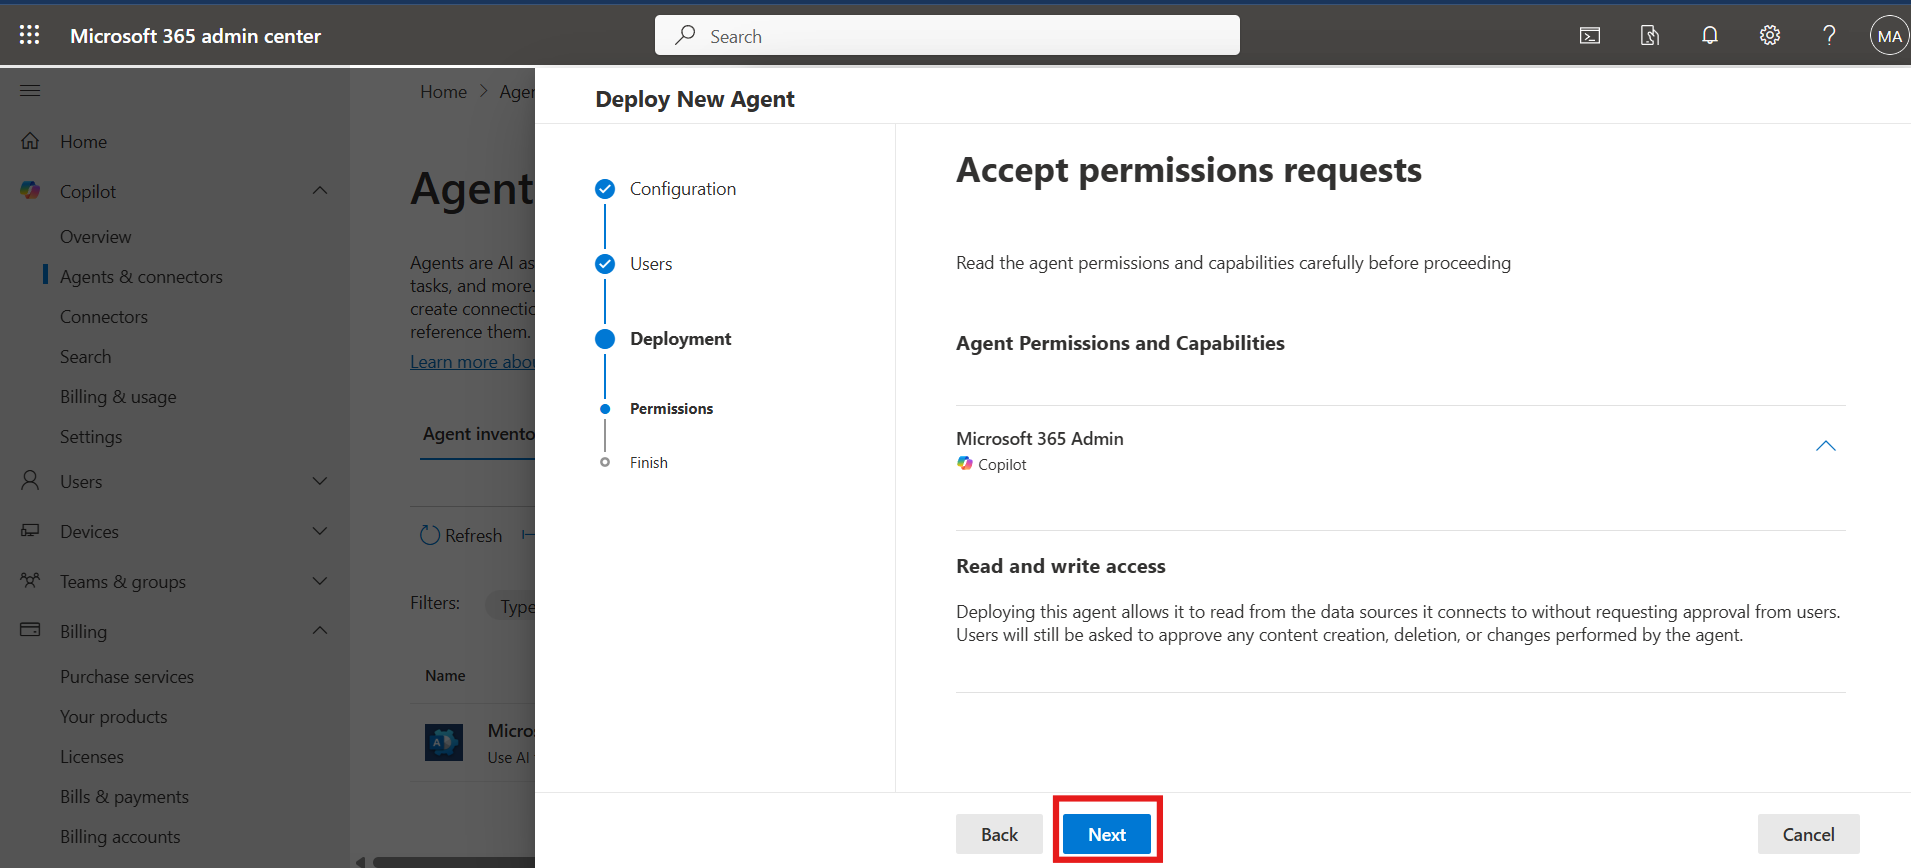 Microsoft 365 admin center
Search
MA
Home
Copilot
Overview
Agents & connectors
Connectors
Search
Billing & usage
Settings
Users
Devices
Teams & groups
Billing
Purchase services
Your products
Licenses
Bills & payments
Billing accounts
Home > Agen
Agent
Agents are AI as
tasks, and more.
create connectio
reference them.
Learn more abou
Agent invento
Refresh
Filters:
Type
Name
Micros
Use AI
Deploy New Agent
Configuration
Users
Deployment
Permissions
Finish
Accept permissions requests
Read the agent permissions and capabilities carefully before proceeding
Agent Permissions and Capabilities
Microsoft 365 Admin
Copilot
Read and write access
Deploying this agent allows it to read from the data sources it connects to without requesting approval from users.
Users will still be asked to approve any content creation, deletion, or changes performed by the agent.
Back
Next
Cancel